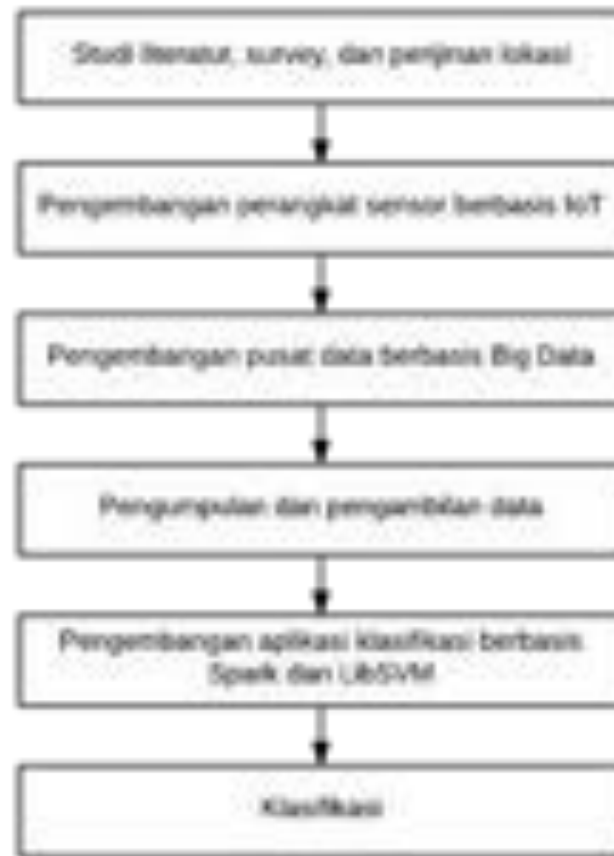 Studi literatur, survey, dan perijinan lokasi
Pengembangan perangkat sensor berbasis IoT
Pengembangan pusat data berbasis Big Data
Pengumpulan dan pengambilan data
Pengembangan aplikasi klasifikasi berbasis
Spark dan LibSVM
Klasifikasi